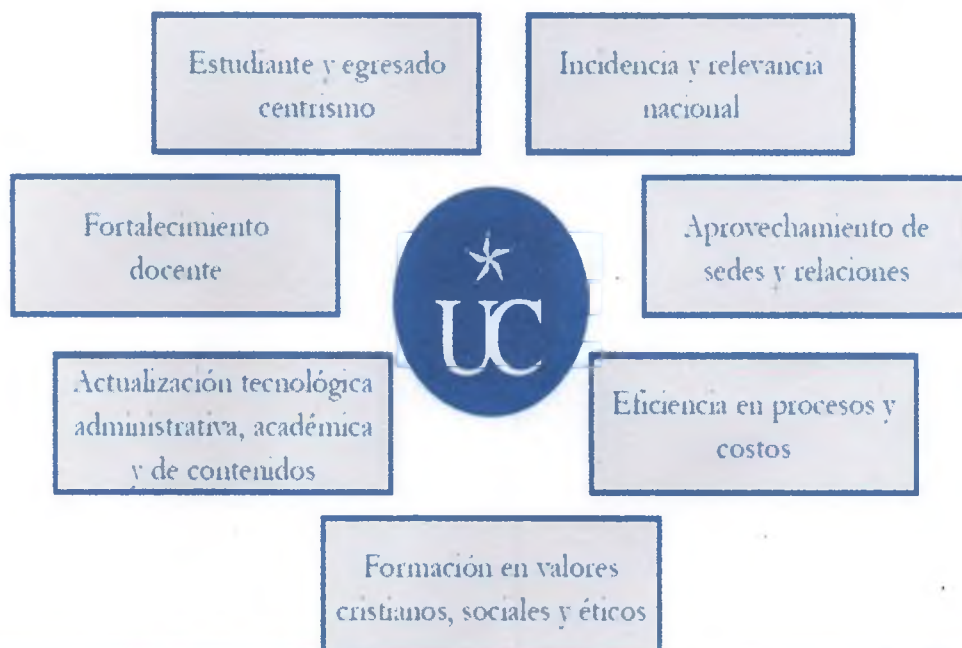 Estudiante y egresado
centrismo
Incidencia y relevancia
nacional
Fortalecimiento
docente
Aprovechamiento de
sedes y relaciones
UC
Actualización tecnológica
administrativa, académica
y de contenidos
Eficiencia en procesos y
costos
Formación en valores
cristianos, sociales y éticos